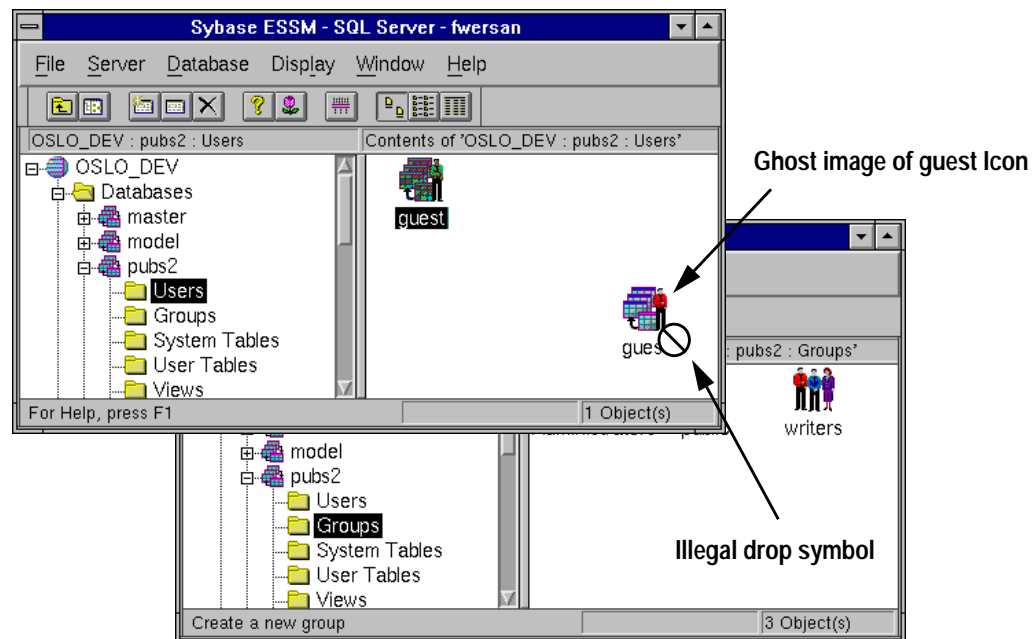 Sybase ESSM - SQL Server - fwersan
File Server Database Display Window Help
OSLO_DEV : pubs2 : Users
Contents of 'OSLO_DEV : pubs2 : Users'
OSLO_DEV
Databases
master
model
pubs2
Users
Groups
System Tables
User Tables
Views
guest
gues
For Help, press F1
1 Object(s)
Ghost image of guest Icon
: pubs2 : Groups'
writers
model
pubs2
Users
Groups
System Tables
User Tables
Views
Illegal drop symbol
Create a new group
3 Object(s)